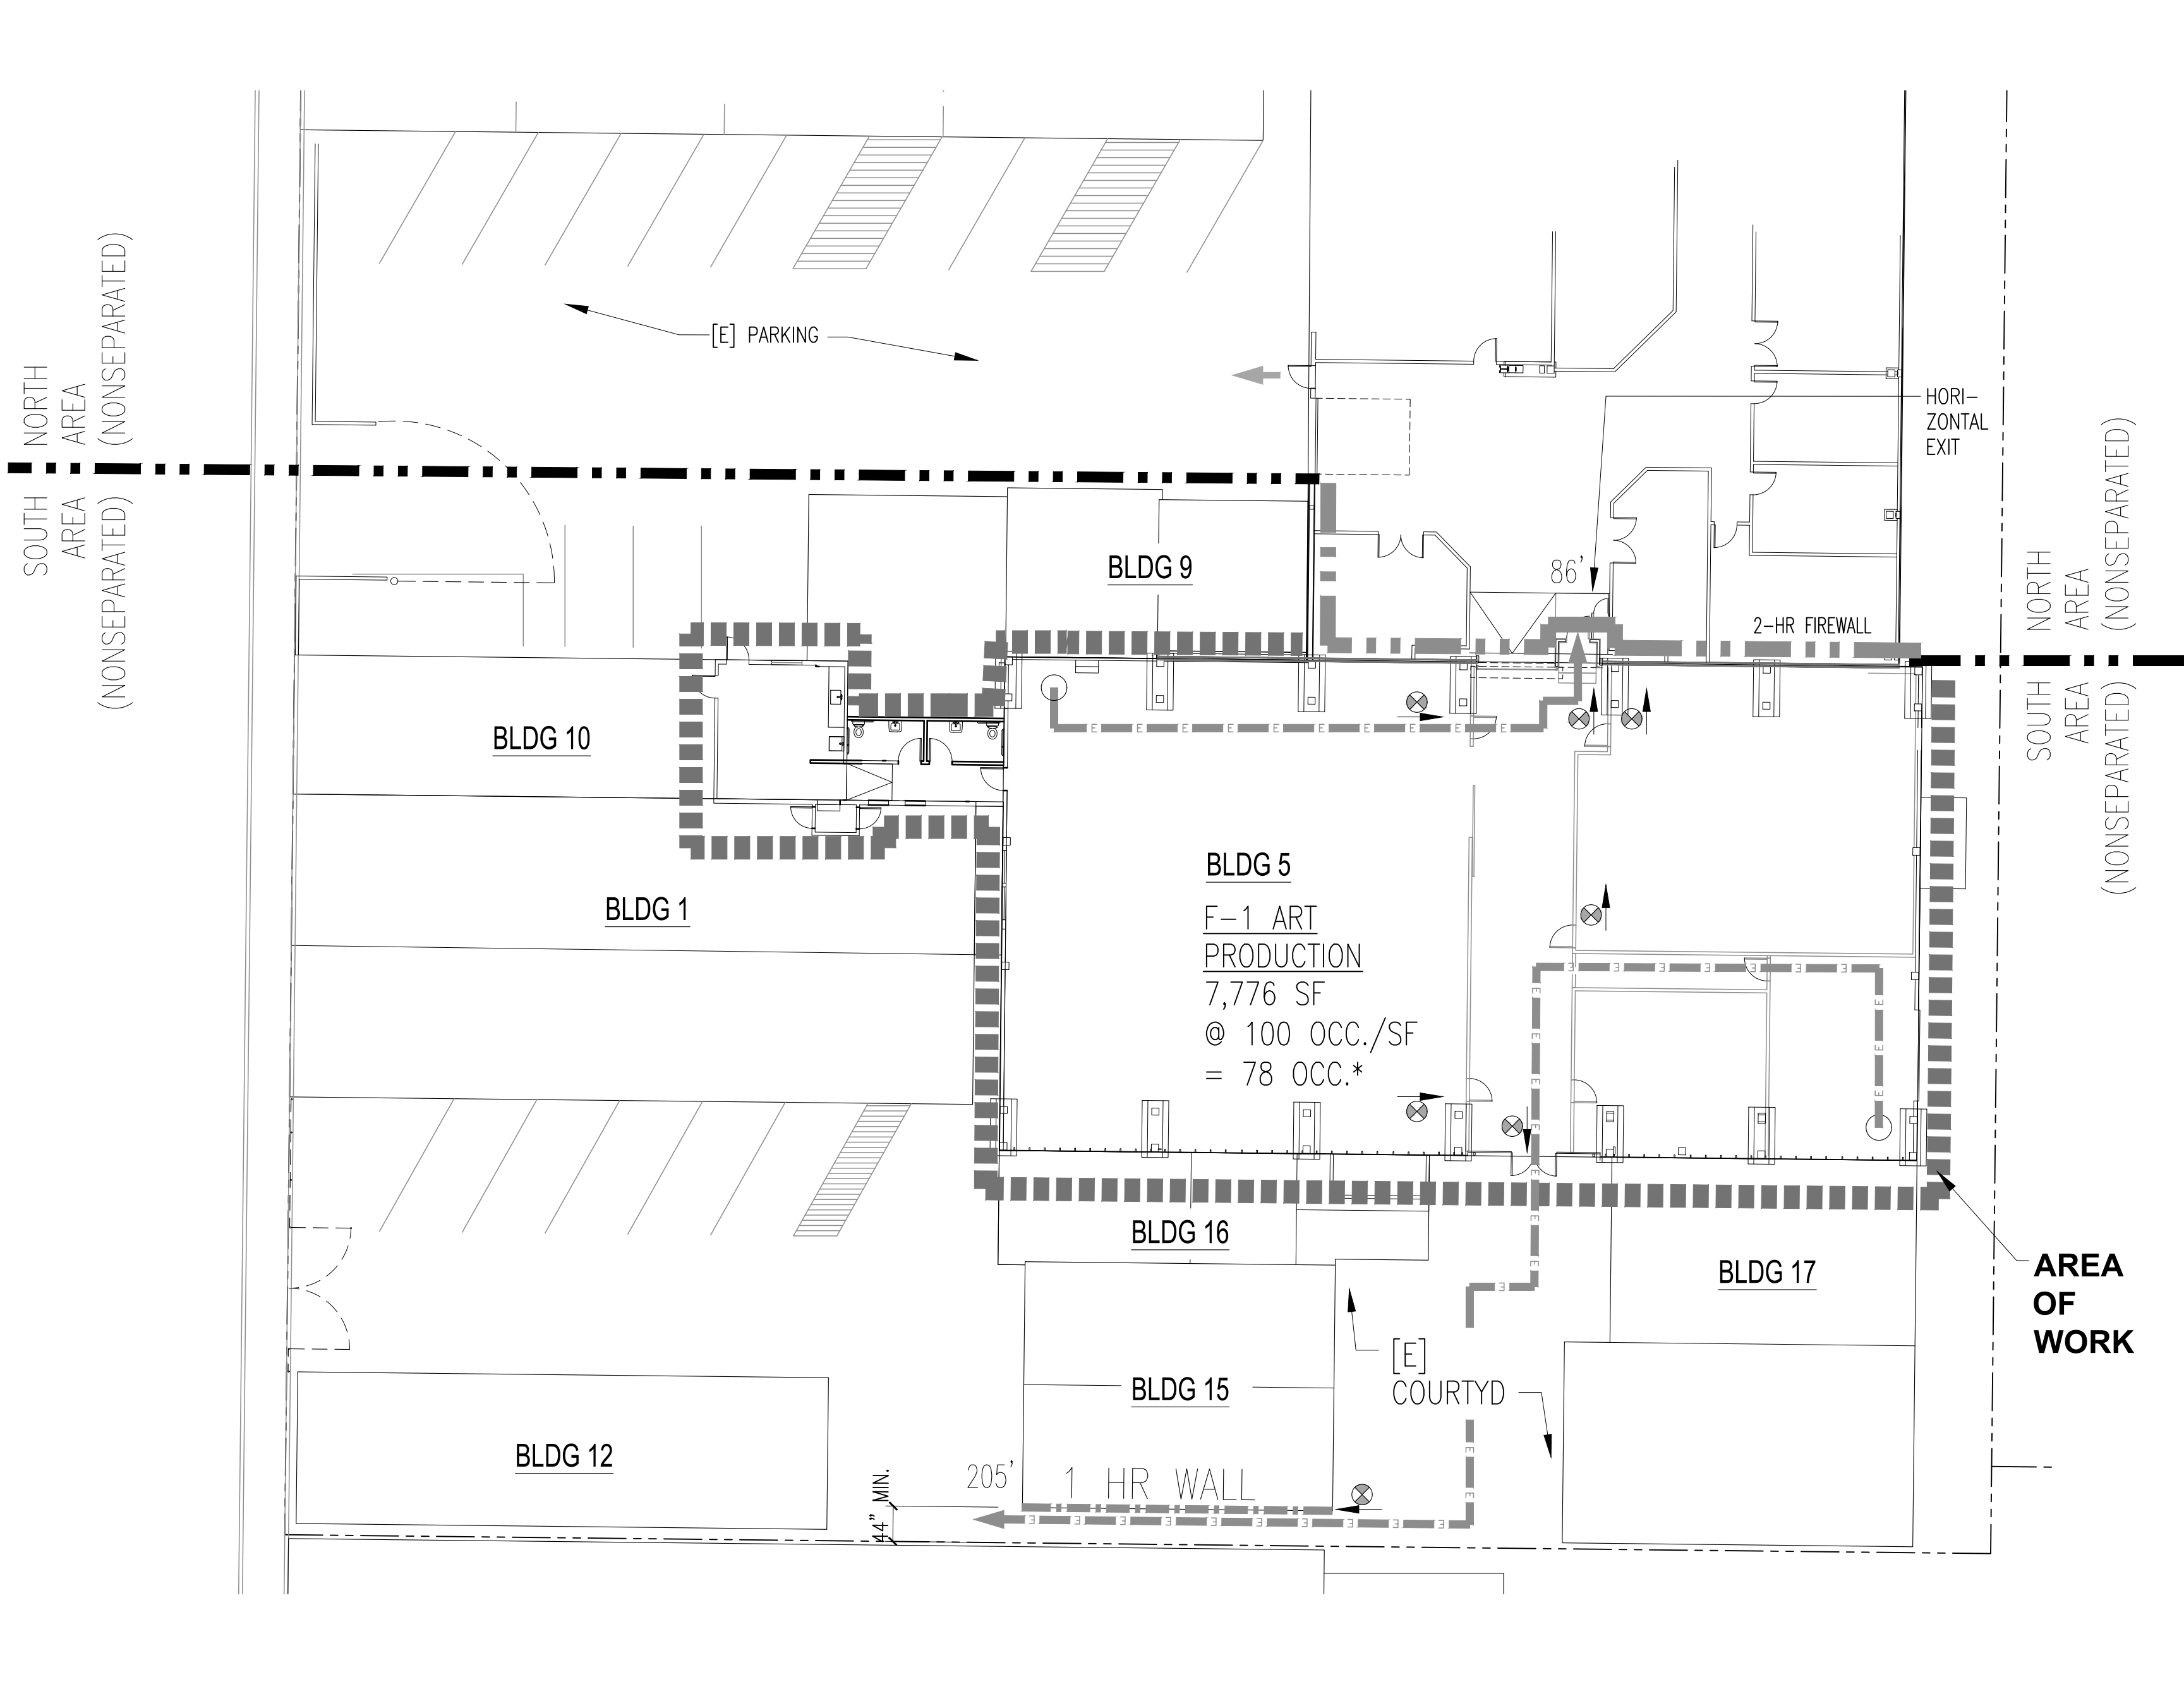 NORTH
AREA
(NONSEPARATED)
SOUTH
AREA
(NONSEPARATED)
[E] PARKING
HORI-
ZONTAL
EXIT
BLDG 9
86'
2-HR FIREWALL
NORTH
AREA
(NONSEPARATED)
SOUTH
AREA
(NONSEPARATED)
BLDG 10
BLDG 1
BLDG 5
F-1 ART
PRODUCTION
7,776 SF
@ 100 OCC./SF
= 78 OCC.*
BLDG 16
BLDG 17
AREA
OF
WORK
[E]
COURTYD
BLDG 15
BLDG 12
205'
1 HR WALL
44" MIN.
E E E E E E E E E
E E E E E E E
E
E
E
E
E
E
E
E
E
E
E
E
E
E E E E E E E E E E